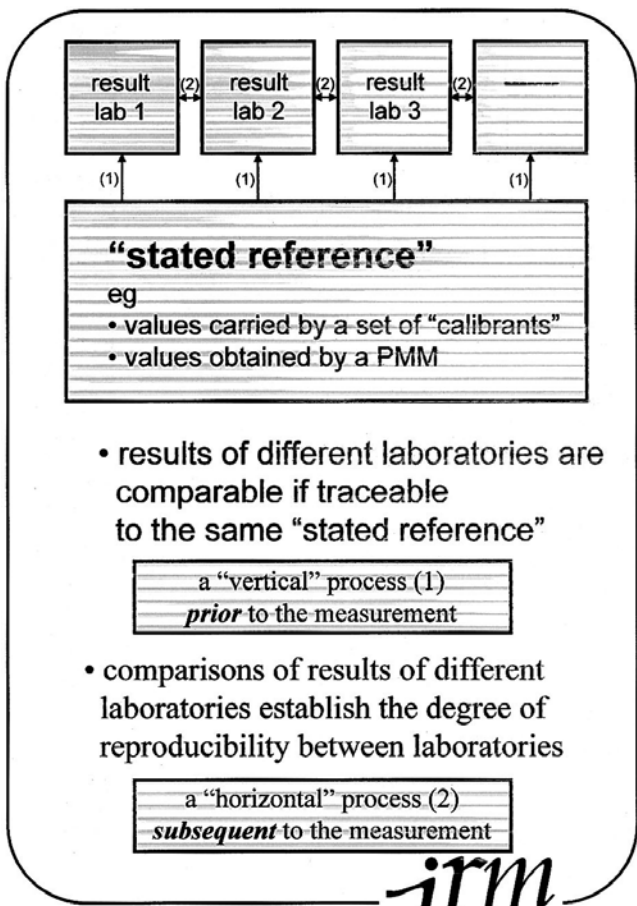 result
lab 1
(2)
result
lab 2
(2)
result
lab 3
(2)
(1)
(1)
(1)
(1)
“stated reference”
eg
• values carried by a set of “calibrants”
• values obtained by a PMM
• results of different laboratories are
comparable if traceable
to the same “stated reference”
a “vertical” process (1)
prior to the measurement
• comparisons of results of different
laboratories establish the degree of
reproducibility between laboratories
a “horizontal” process (2)
subsequent to the measurement
irm